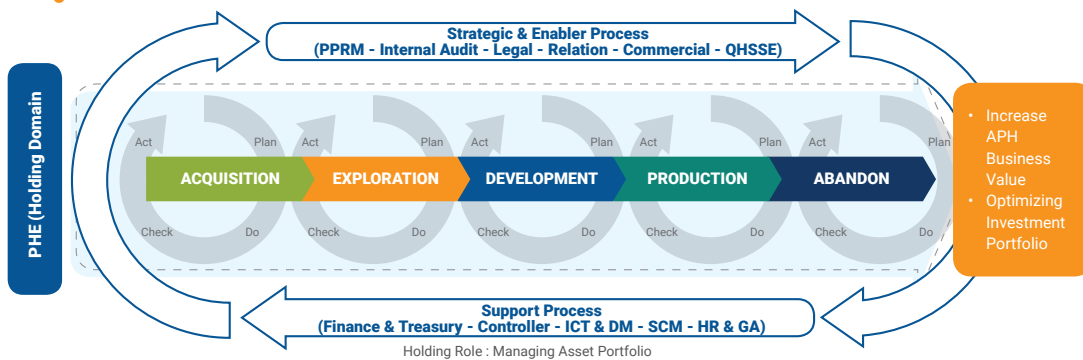 Strategic & Enabler Process
(PPRM - Internal Audit - Legal - Relation - Commercial - QHSSE)
PHE (Holding Domain
Act
Plan
Act
Plan
Act
Plan
Act
Plan
Act
Plan
ACQUISITION
EXPLORATION
DEVELOPMENT
PRODUCTION
ABANDON
Check
Do
Check
Do
Check
Do
Check
Do
Check
Do
• Increase
APH
Business
Value
• Optimizing
Investment
Portfolio
Support Process
(Finance & Treasury - Controller - ICT & DM - SCM - HR & GA)
Holding Role : Managing Asset Portfolio